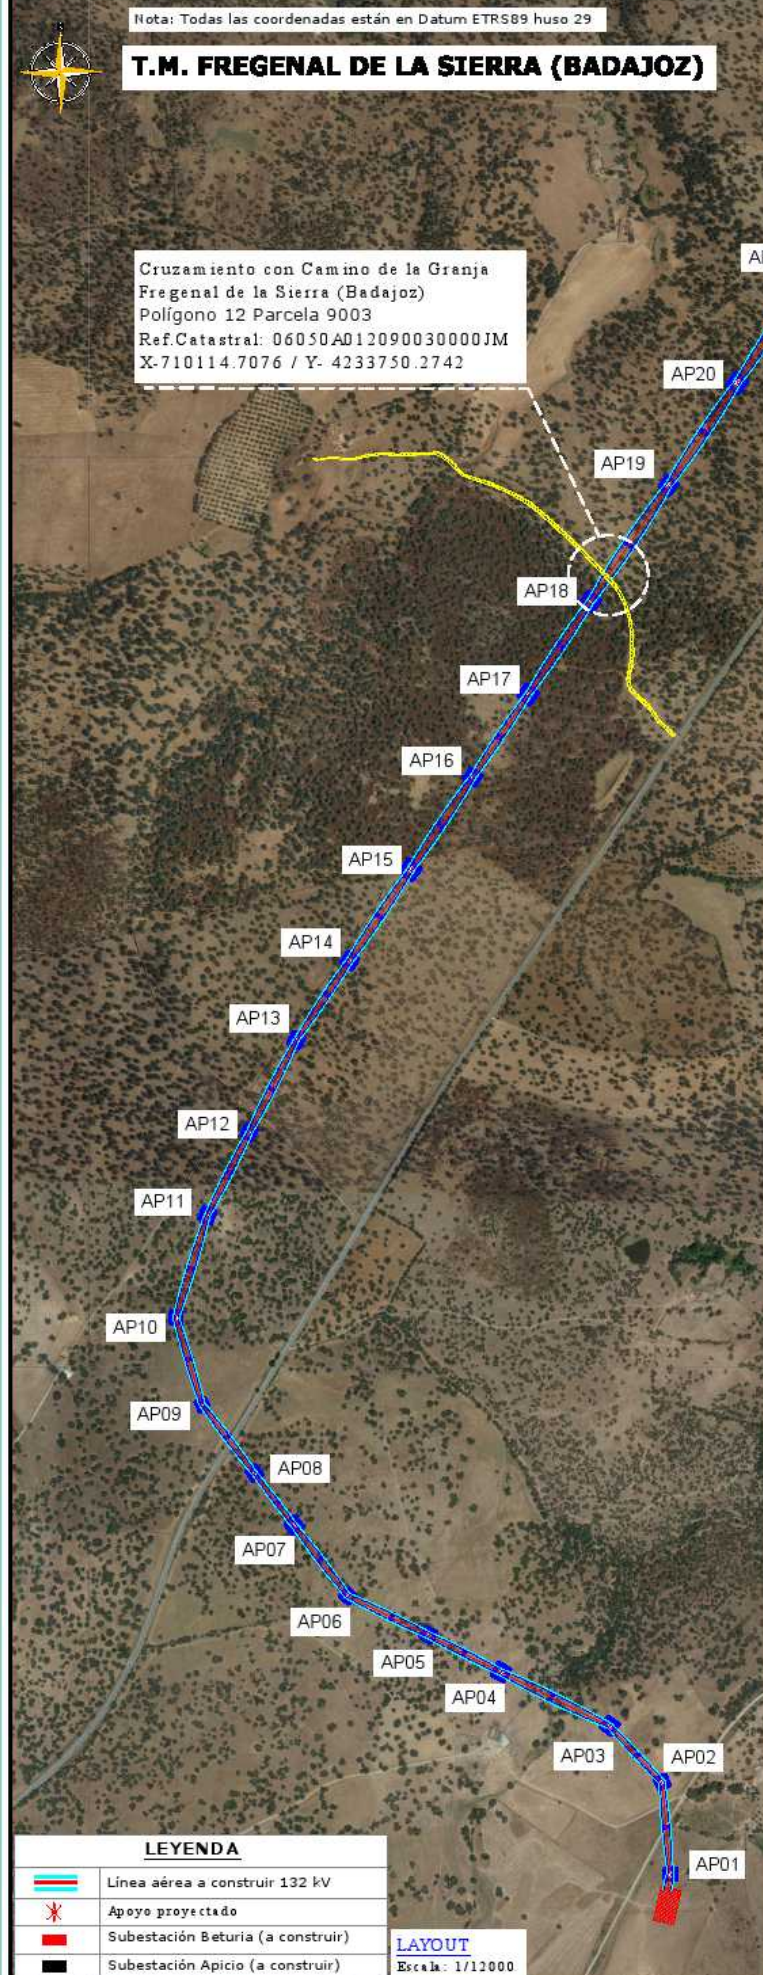 Nota: Todas las coordenadas están en Datum ETRS89 huso 29
N
T.M. FREGENAL DE LA SIERRA (BADAJOZ)
Cruzamiento con Camino de la Granja
Fregenal de la Sierra (Badajoz)
Polígono 12 Parcela 9003
Ref.Catastral: 06050A012090030000JM
X-710114.7076 / Y- 4233750.2742
AP20
AP19
AP18
AP17
AP16
AP15
AP14
AP13
AP12
AP11
AP10
AP09
AP08
AP07
AP06
AP05
AP04
AP03
AP02
AP01
LEYENDA
Línea aérea a construir 132 kV
Apoyo proyectado
Subestación Beturia (a construir)
Subestación Apicio (a construir)
LAYOUT
Escala: 1/12000